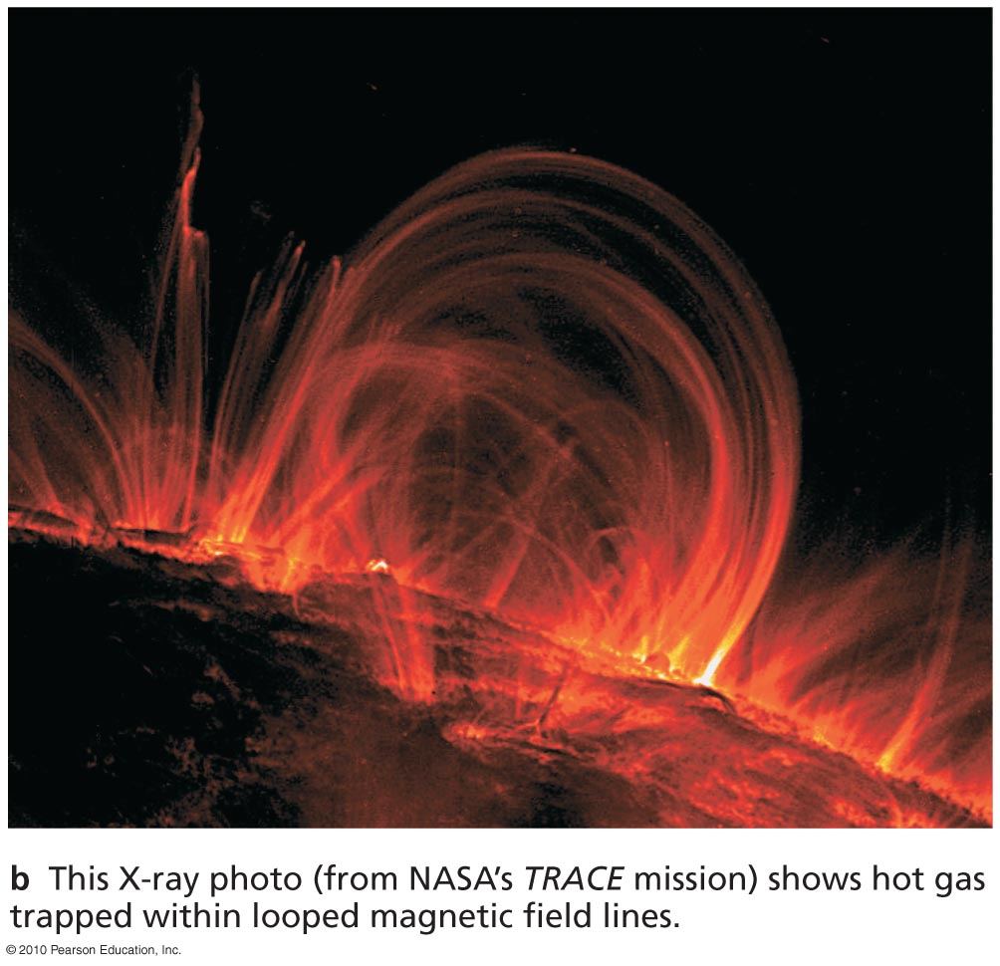 b This X-ray photo (from NASA's TRACE mission) shows hot gas
trapped within looped magnetic field lines.
© 2010 Pearson Education, Inc.